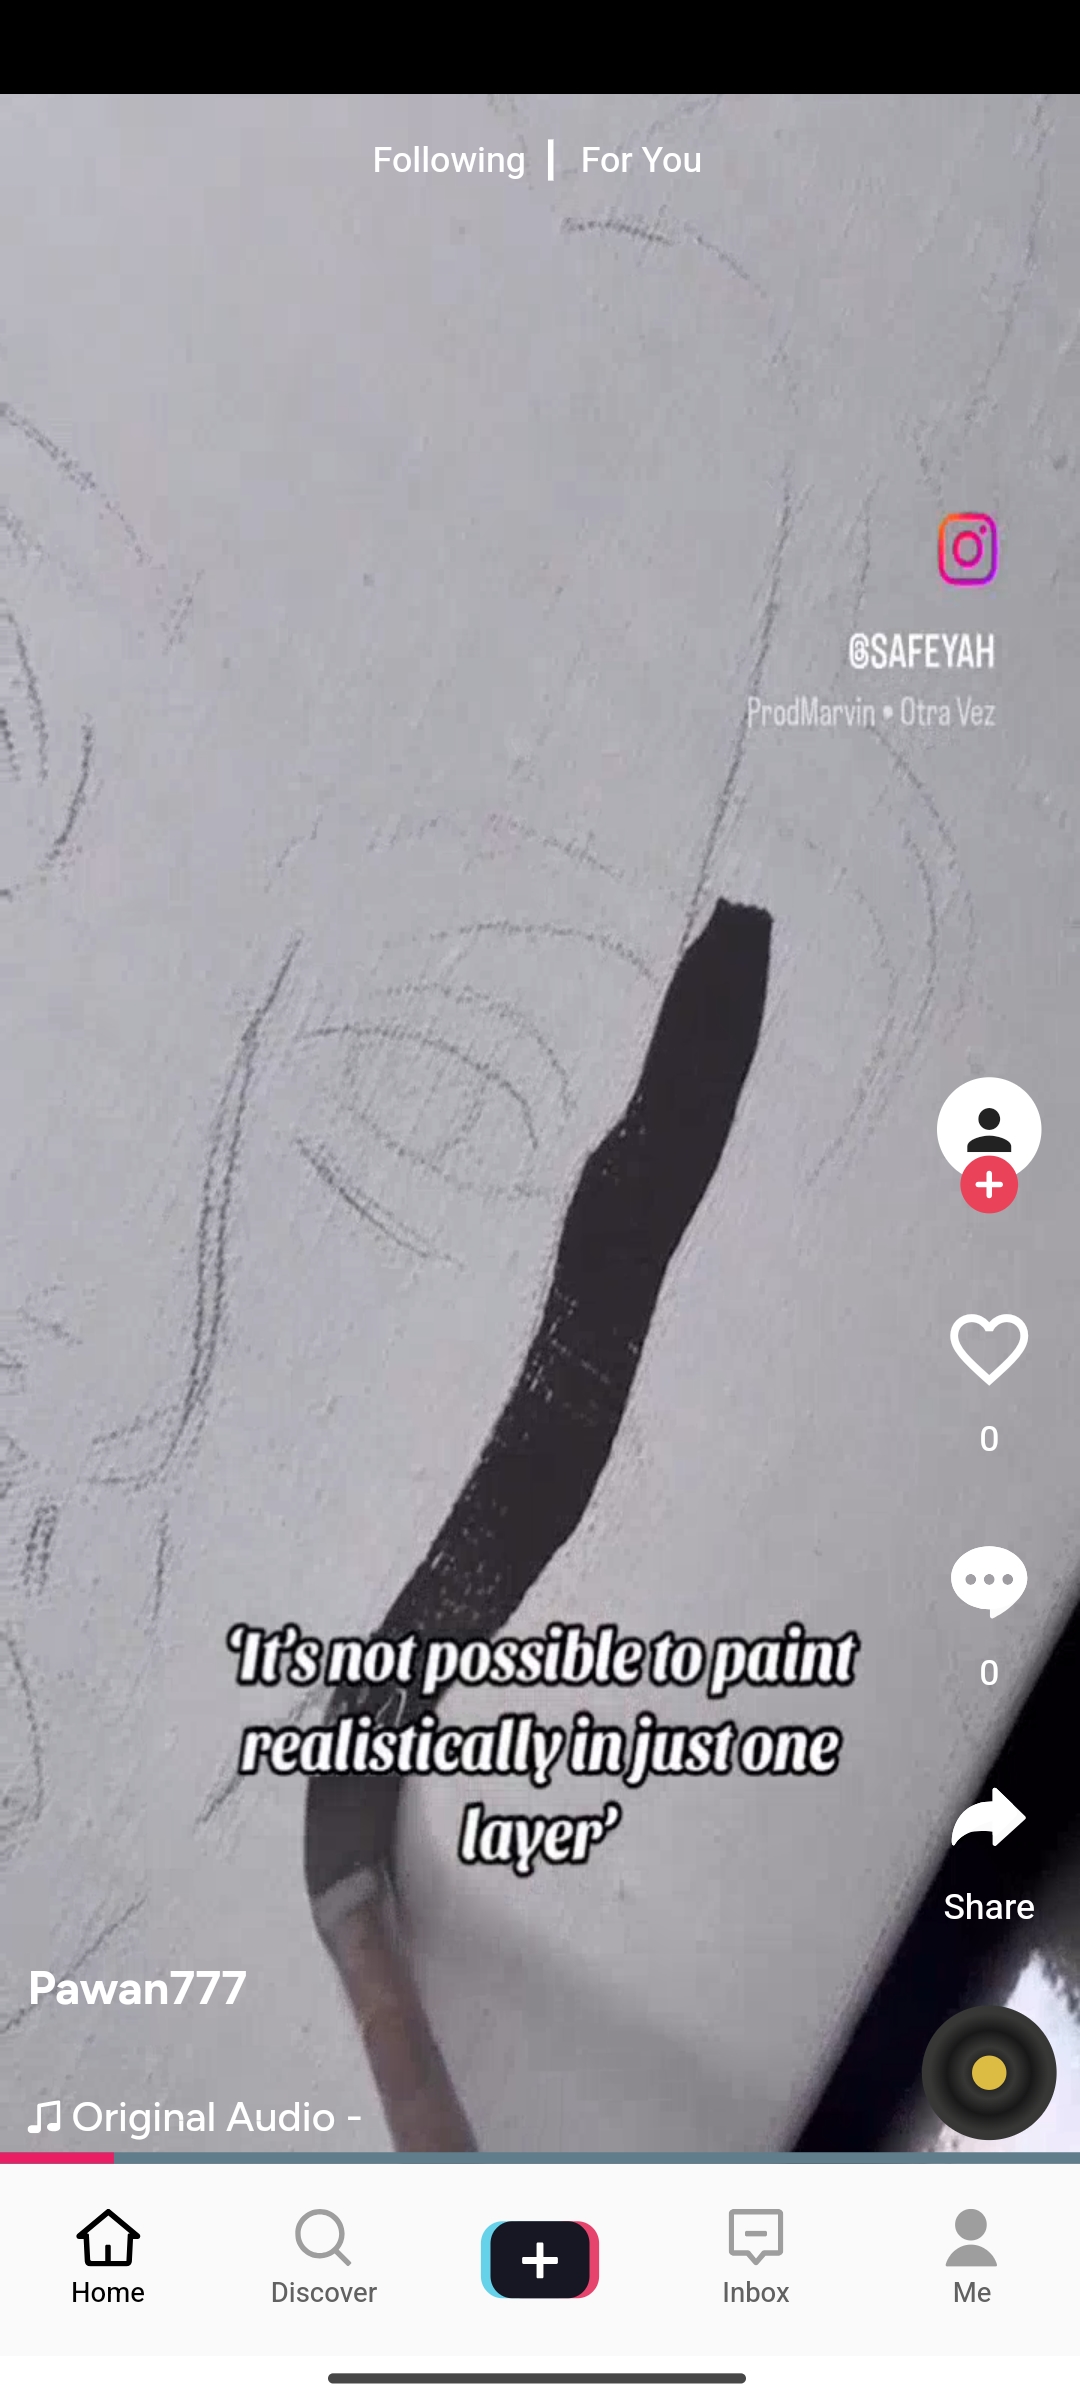 Following | For You
@SAFEYAH
ProdMarvin • Otra Vez
0
0
'It's not possible to paint
realistically in just one
layer'
Share
Pawan777
Original Audio -
Home
Discover
Inbox
Me